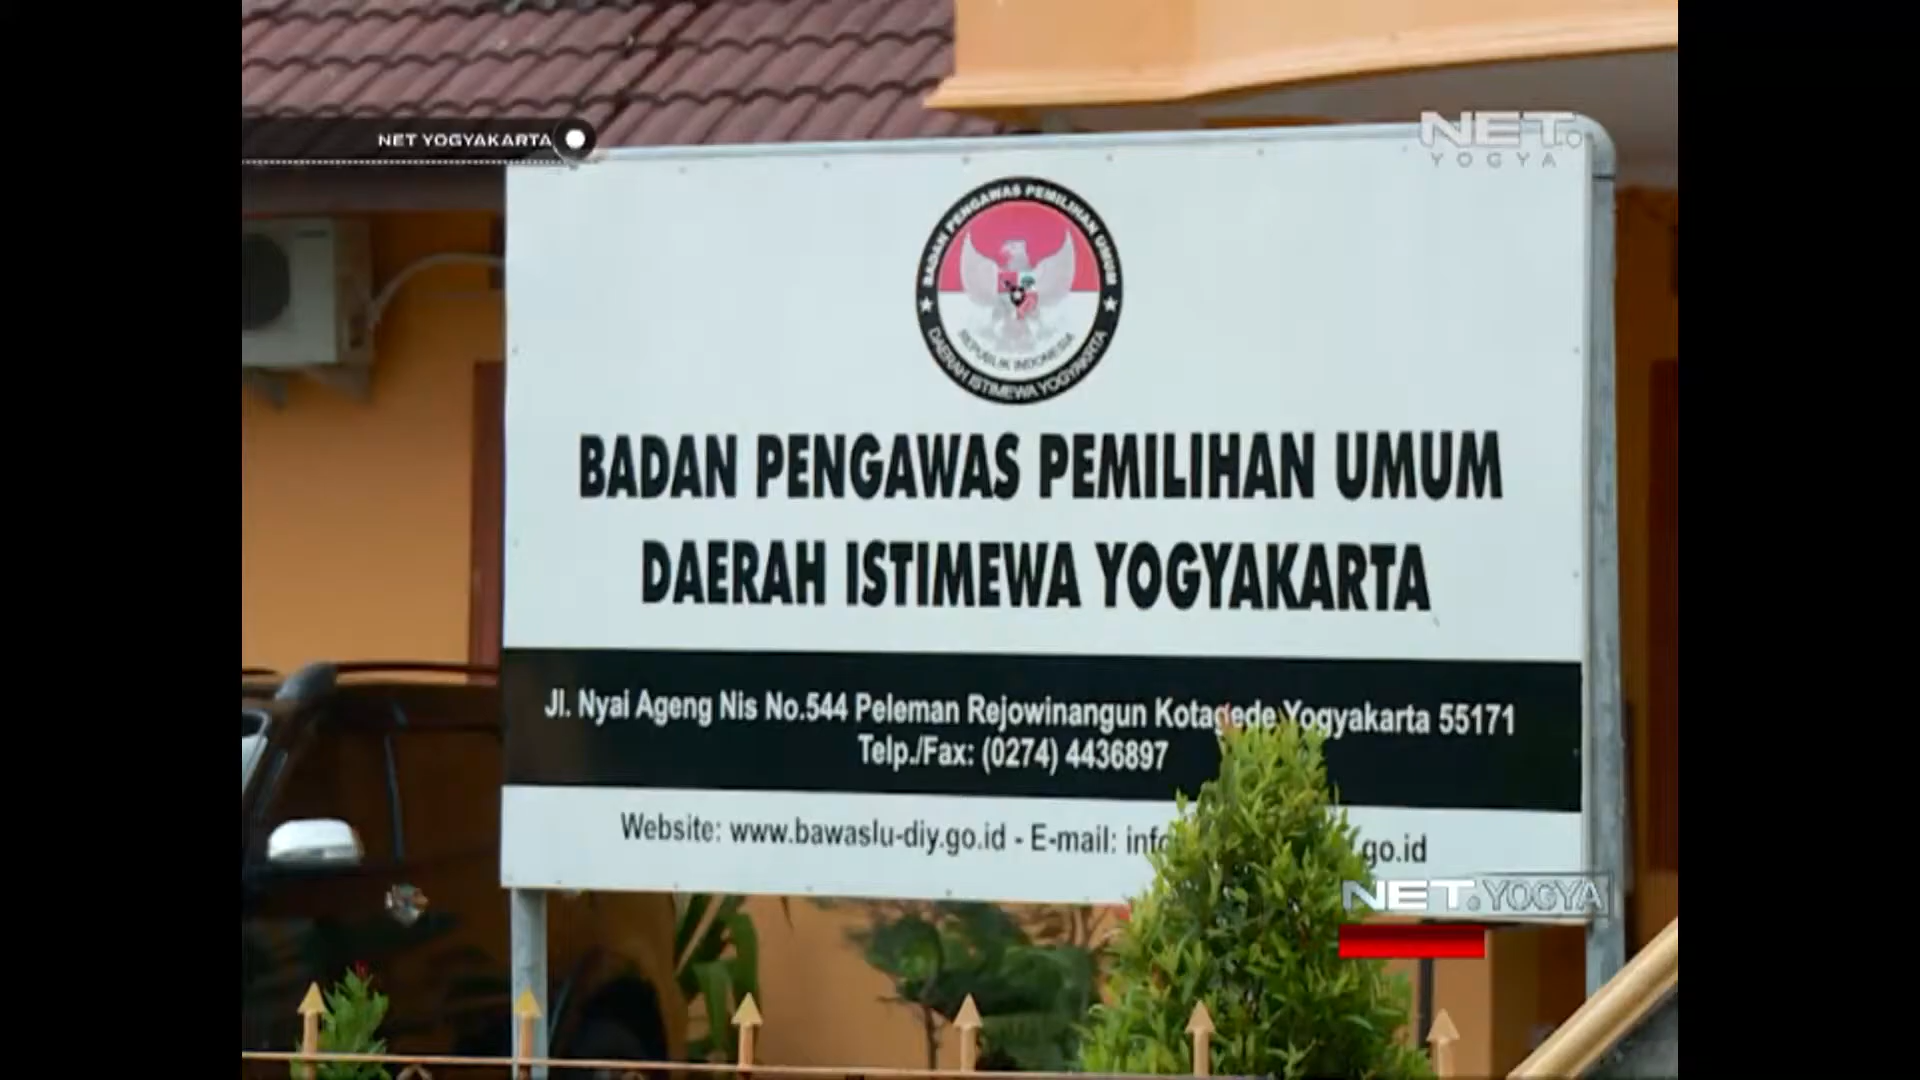 NET YOGYAKARTA
NET.
YOGYA
BADAN PENGAWAS PEMILIHAN UMUM
REPUBLIK INDONESIA
DAERAH ISTIMEWA YOGYAKARTA
BADAN PENGAWAS PEMILIHAN UMUM
DAERAH ISTIMEWA YOGYAKARTA
Jl. Nyai Ageng Nis No.544 Peleman Rejowinangun Kotagede Yogyakarta 55171
Telp./Fax: (0274) 4436897
Website: www.bawaslu-diy.go.id - E-mail: info go.id
NET.YOGYA